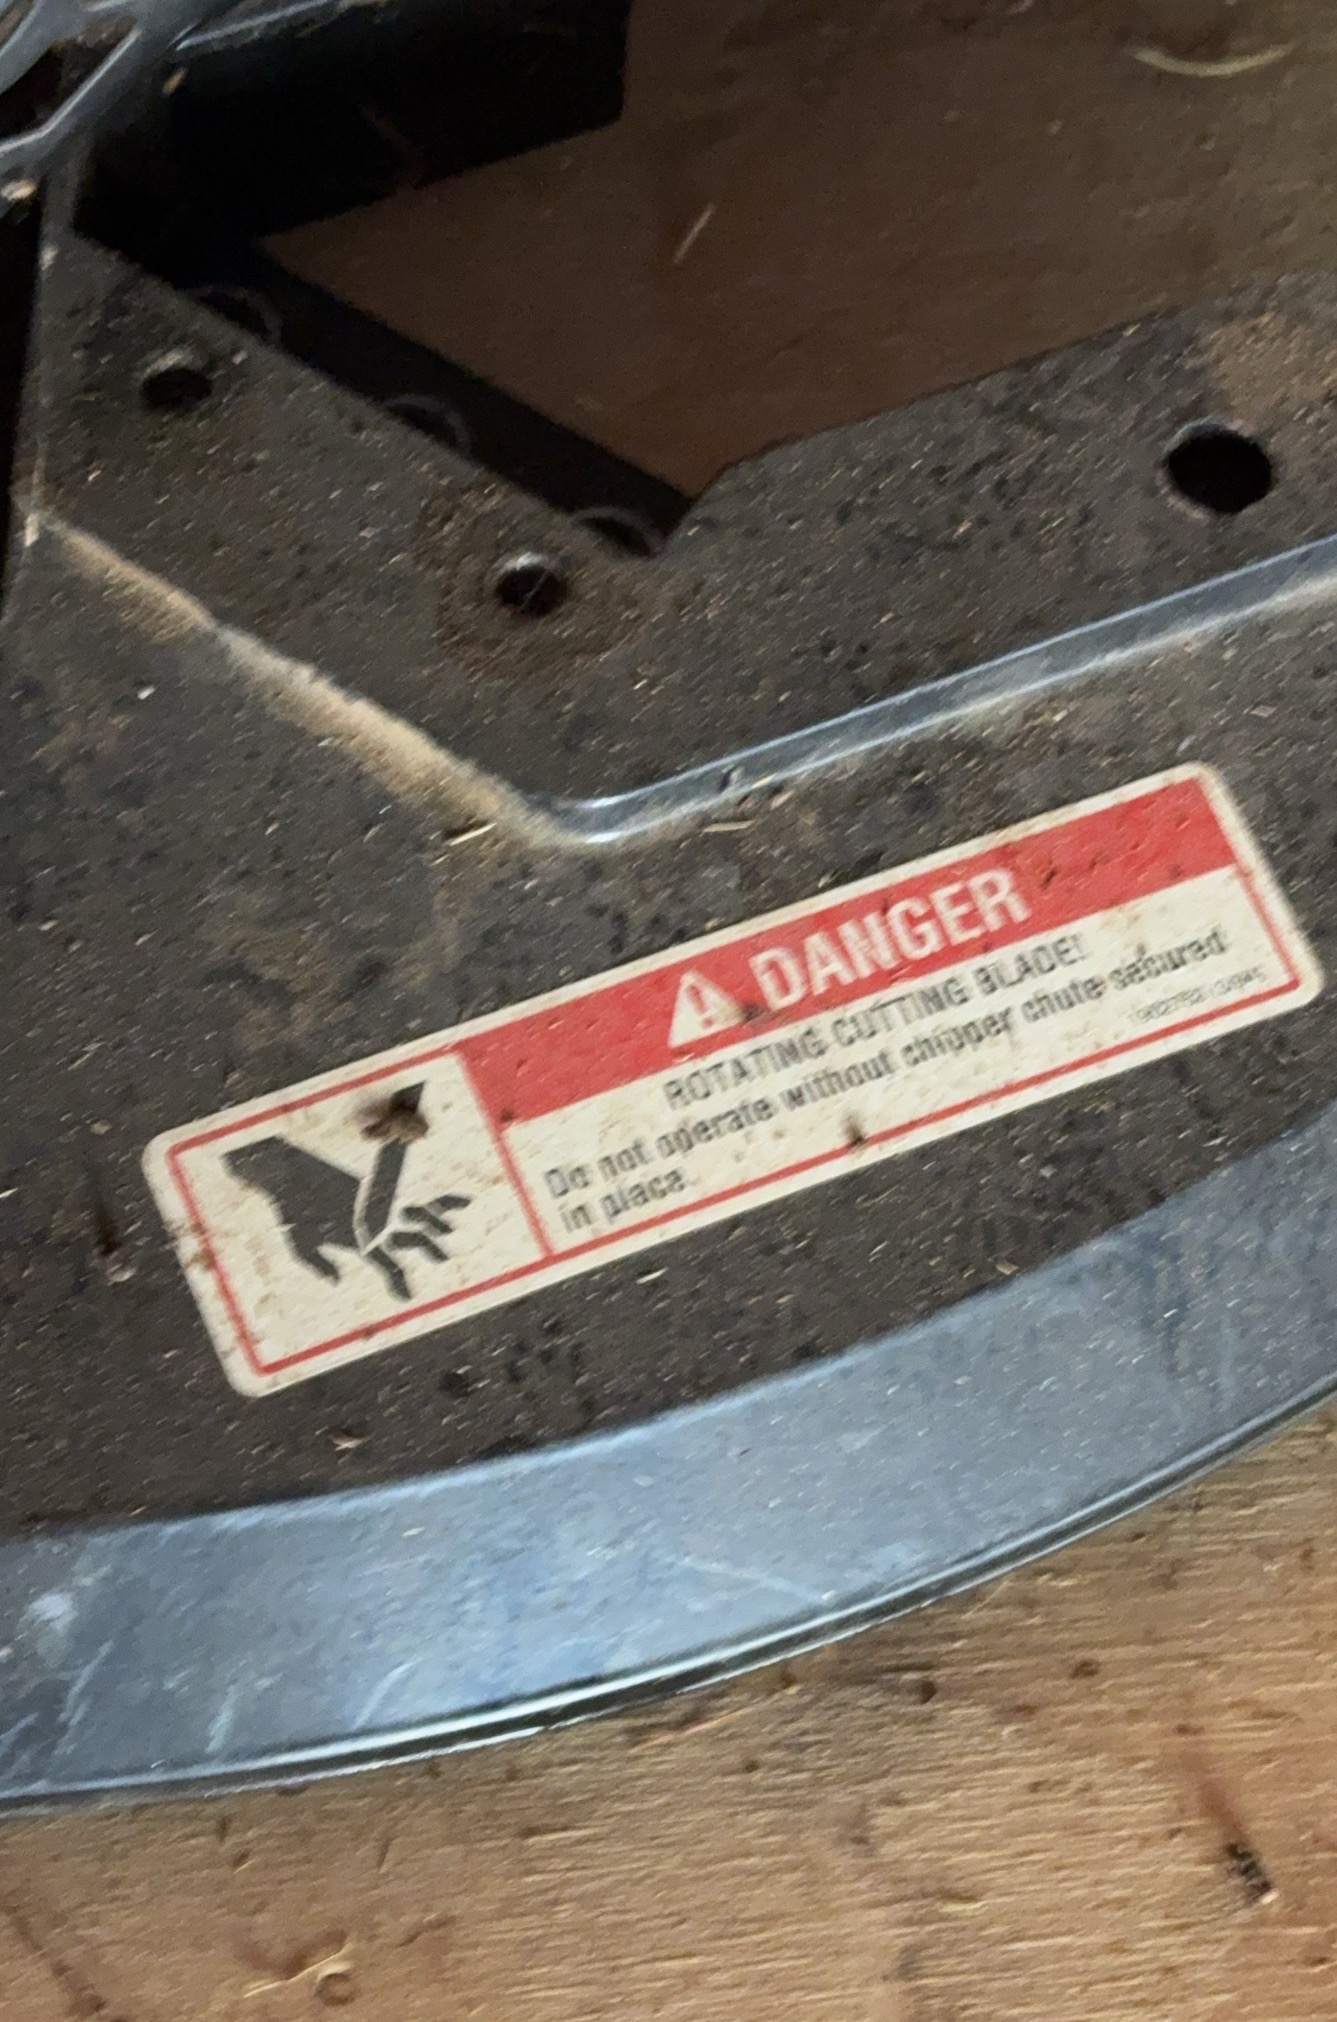 DANGER
ROTATING CUTTING BLADE!
Do not operate without chipper chute secured
in place.